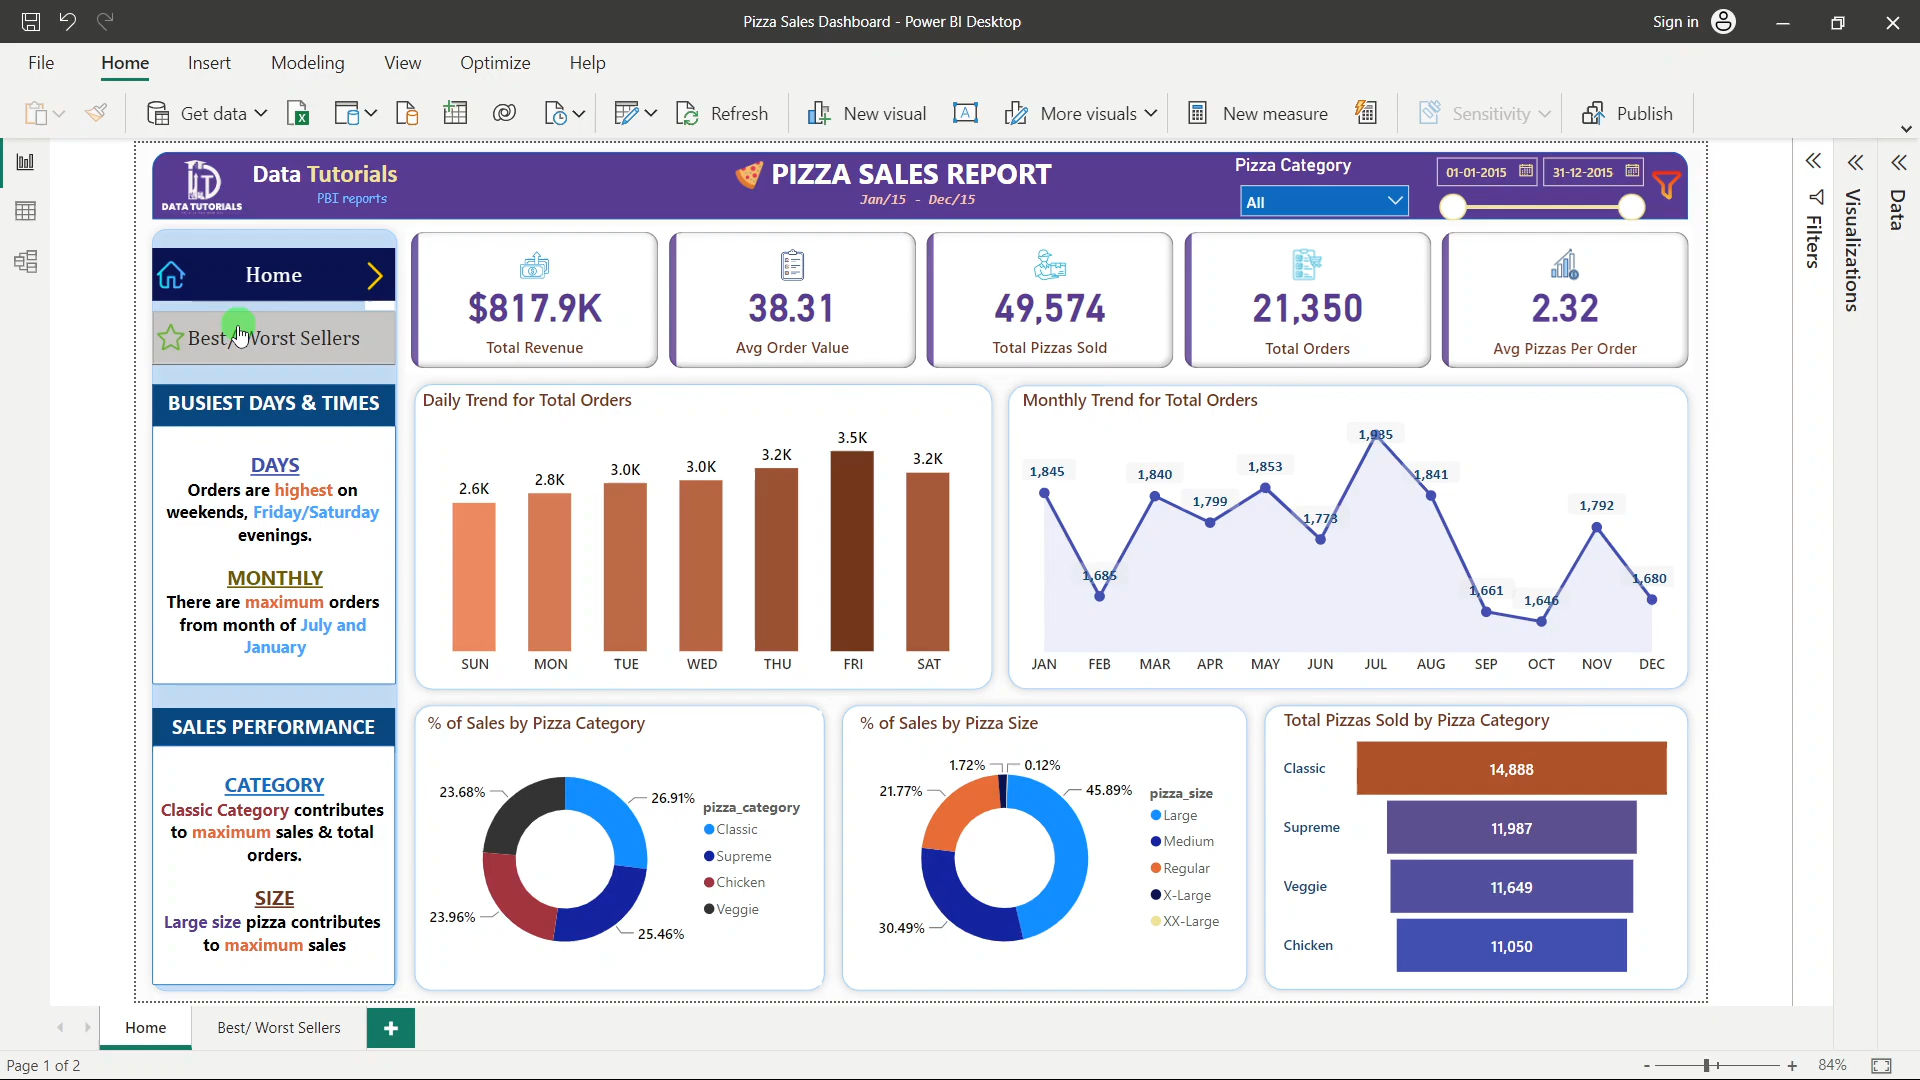 Pizza Sales Dashboard - Power BI Desktop
Sign in
File
Home
Insert
Modeling
View
Optimize
Help
Get data
Refresh
New visual
A
More visuals
New measure
Sensitivity
Publish
DATA TUTORIALS
Data Tutorials
PBI reports
PIZZA SALES REPORT
Jan/15 - Dec/15
Pizza Category
All
01-01-2015
31-12-2015
Filters
Visualizations
Data
Home
Best/Worst Sellers
$817.9K
Total Revenue
38.31
Avg Order Value
49,574
Total Pizzas Sold
21,350
Total Orders
2.32
Avg Pizzas Per Order
BUSIEST DAYS & TIMES
DAYS
Orders are highest on
weekends, Friday/Saturday
evenings.
MONTHLY
There are maximum orders
from month of July and
January
SALES PERFORMANCE
CATEGORY
Classic Category contributes
to maximum sales & total
orders.
SIZE
Large size pizza contributes
to maximum sales
Daily Trend for Total Orders
2.6K
2.8K
3.0K
3.0K
3.2K
3.5K
3.2K
SUN
MON
TUE
WED
THU
FRI
SAT
Monthly Trend for Total Orders
1,845
1,685
1,840
1,799
1,853
1,773
1,935
1,841
1,661
1,646
1,792
1,680
JAN
FEB
MAR
APR
MAY
JUN
JUL
AUG
SEP
OCT
NOV
DEC
% of Sales by Pizza Category
23.68%
26.91%
23.96%
25.46%
pizza_category
Classic
Supreme
Chicken
Veggie
% of Sales by Pizza Size
1.72%
0.12%
21.77%
45.89%
30.49%
pizza_size
Large
Medium
Regular
X-Large
XX-Large
Total Pizzas Sold by Pizza Category
Classic
14,888
Supreme
11,987
Veggie
11,649
Chicken
11,050
Home
Best/ Worst Sellers
+
Page 1 of 2
- + 84%